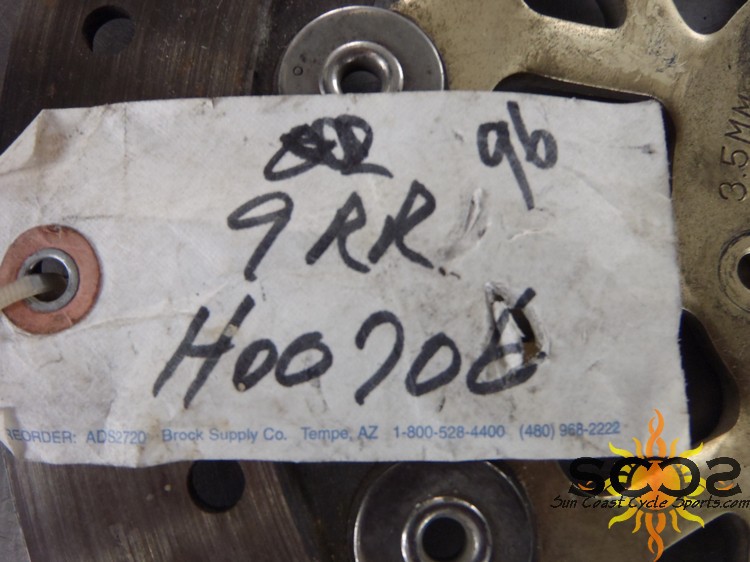 96
9RR
H00706
REORDER: ADS2720 Brock Supply Co. Tempe, AZ 1-800-528-4400 (480) 968-2222
3.5MM
SCCS
Sun Coast Cycle Sports.com